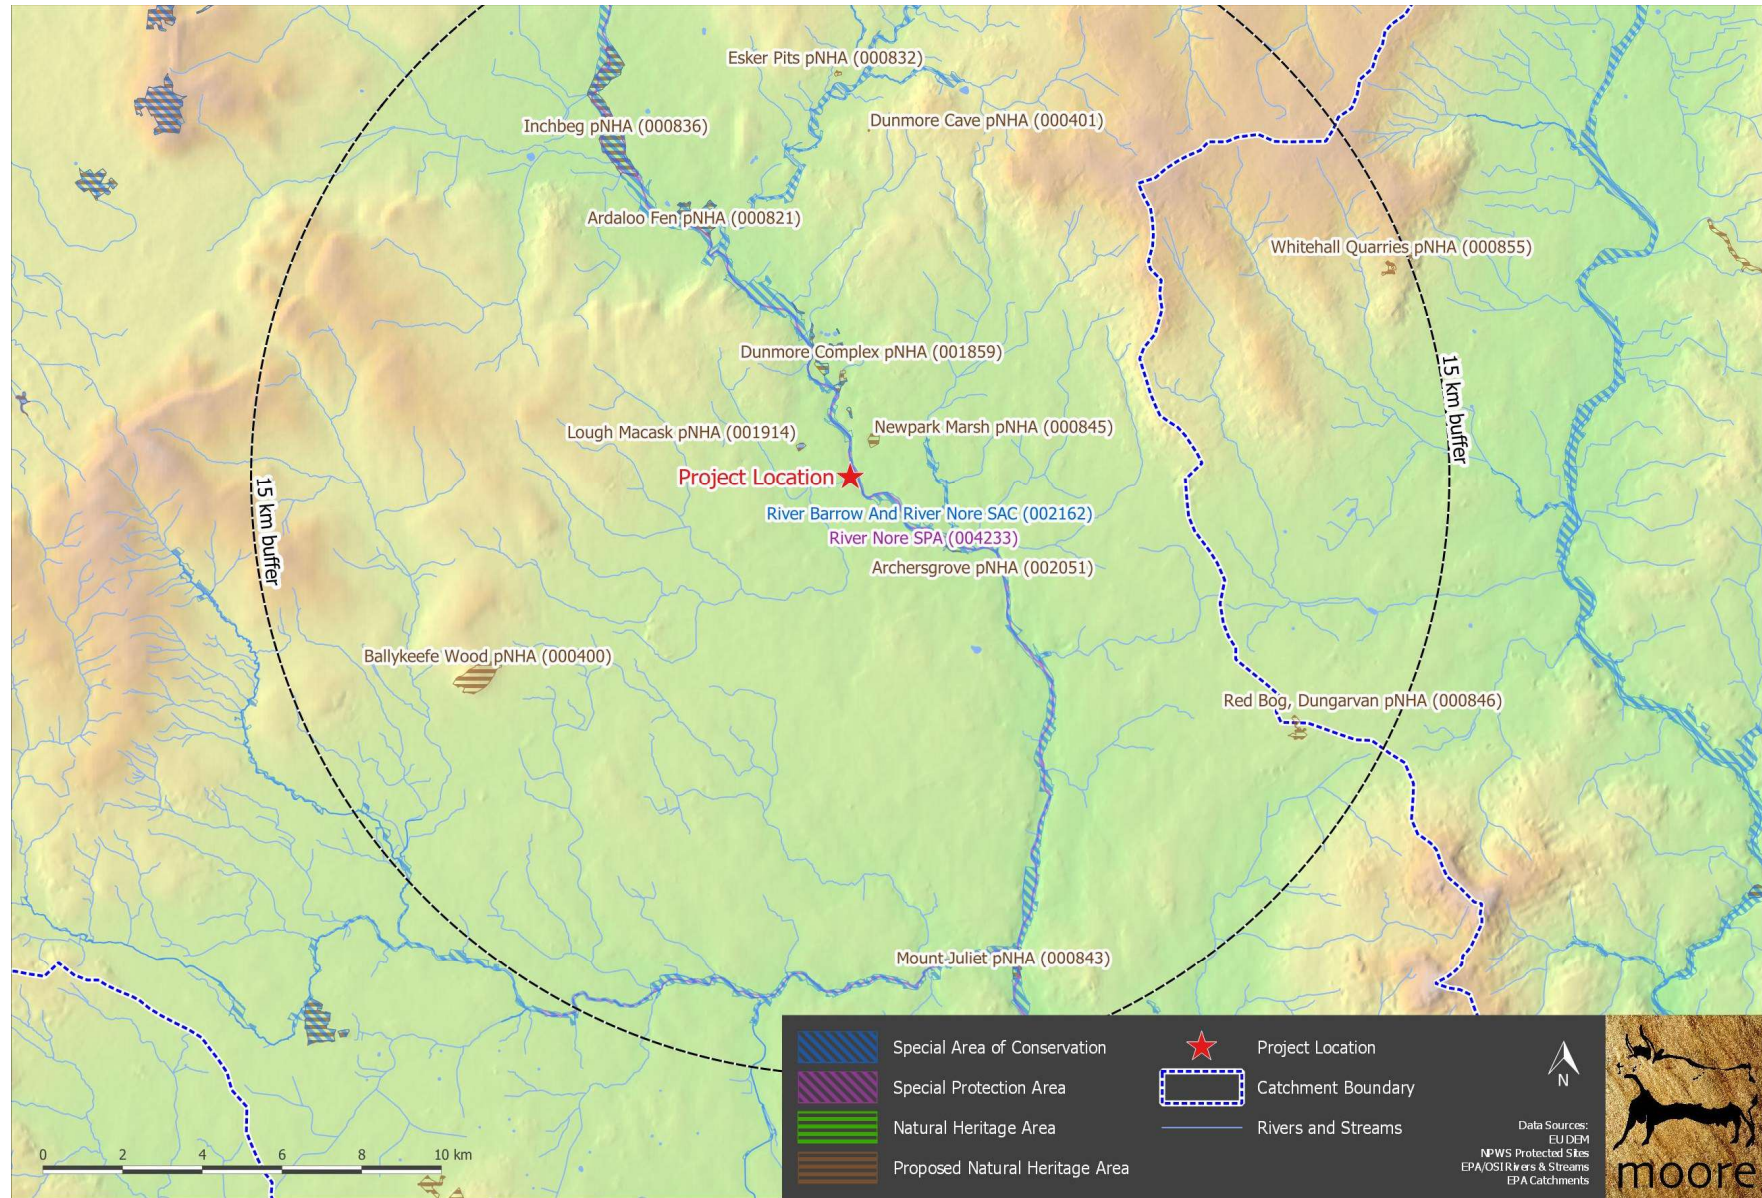 Esker Pits pNHA (000832)
Dunmore Cave pNHA (000401)
Inchbeg pNHA (000836)
Ardaloo Fen pNHA (000821)
Whitehall Quarries pNHA (000855)
Dunmore Complex pNHA (001859)
15 km buffer
Newpark Marsh pNHA (000845)
Lough Macask pNHA (001914)
Project Location
15 km buffer
River Barrow And River Nore SAC (002162)
River Nore SPA (004233)
Archersgrove pNHA (002051)
Ballykeefe Wood pNHA (000400)
Red Bog, Dungarvan pNHA (000846)
Mount Juliet pNHA (000843)
Special Area of Conservation
Special Protection Area
Natural Heritage Area
Proposed Natural Heritage Area
Project Location
Catchment Boundary
Rivers and Streams
N
Data Sources:
EU DEM
NPWS Protected Sites
EPA/OSI Rivers & Streams
EPA Catchments
moore
0 2 4 6 8 10 km